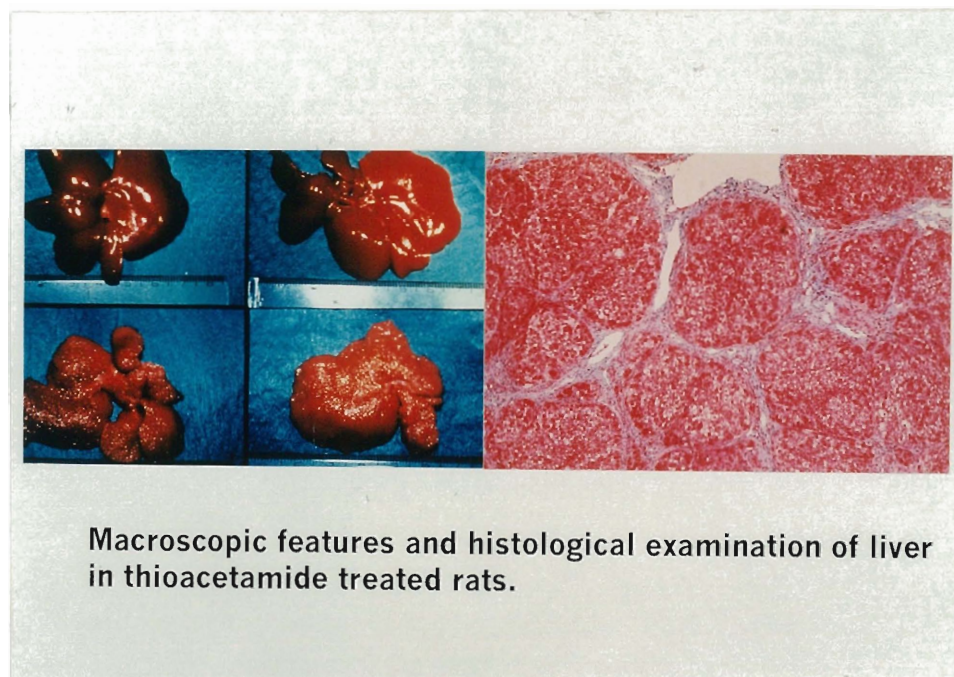 Macroscopic features and histological examination of liver
in thioacetamide treated rats.